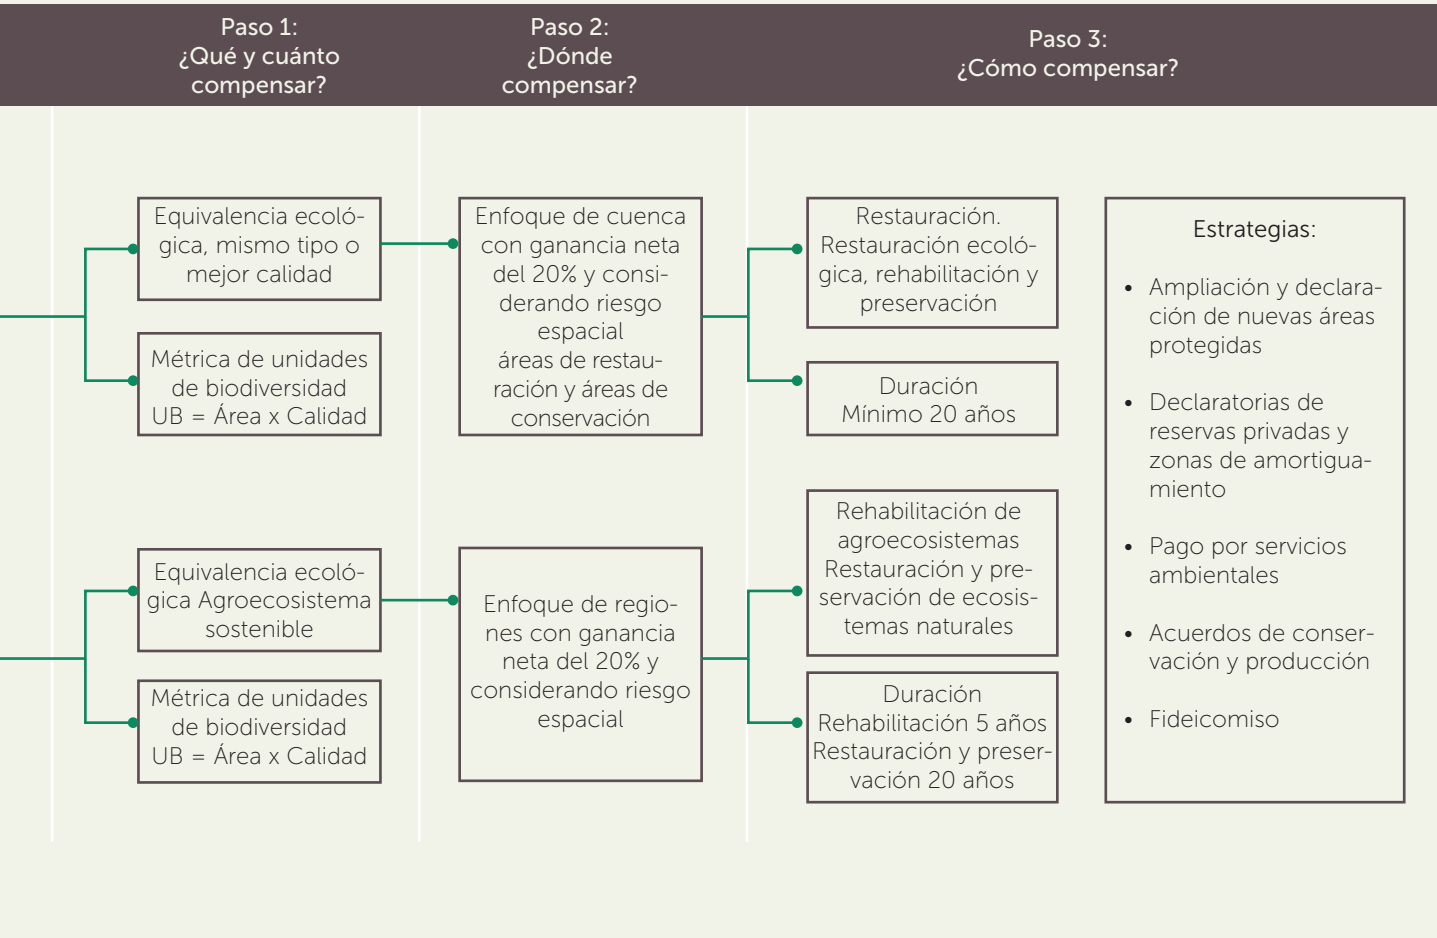 Paso 1:
¿Qué y cuánto
compensar?
Paso 2:
¿Dónde
compensar?
Paso 3:
¿Cómo compensar?
Equivalencia ecoló-
gica, mismo tipo o
mejor calidad
Métrica de unidades
de biodiversidad
UB = Área x Calidad
Enfoque de cuenca
con ganancia neta
del 20% y consi-
derando riesgo
espacial
áreas de restau-
ración y áreas de
conservación
Restauración.
Restauración ecoló-
gica, rehabilitación y
preservación
Duración
Mínimo 20 años
Equivalencia ecoló-
gica Agroecosistema
sostenible
Métrica de unidades
de biodiversidad
UB = Área x Calidad
Enfoque de regio-
nes con ganancia
neta del 20% y
considerando riesgo
espacial
Rehabilitación de
agroecosistemas
Restauración y pre-
servación de ecosis-
temas naturales
Duración
Rehabilitación 5 años
Restauración y preser-
vación 20 años
Estrategias:
• Ampliación y declara-
ción de nuevas áreas
protegidas
• Declaratorias de
reservas privadas y
zonas de amortigua-
miento
• Pago por servicios
ambientales
• Acuerdos de conser-
vación y producción
• Fideicomiso